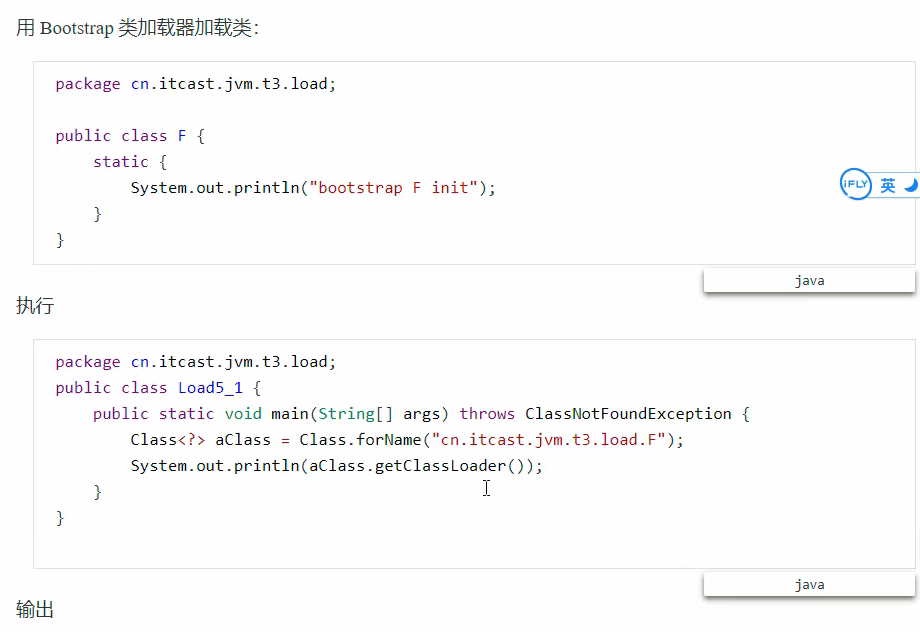 用 Bootstrap 类加载器加载类：
package cn.itcast.jvm.t3.load;
public class F {
    static {
        System.out.println("bootstrap F init");
    }
}
iFLY 英
java
执行
package cn.itcast.jvm.t3.load;
public class Load5_1 {
    public static void main(String[] args) throws ClassNotFoundException {
        Class<?> aClass = Class.forName("cn.itcast.jvm.t3.load.F");
        System.out.println(aClass.getClassLoader());
    }
}
java
输出